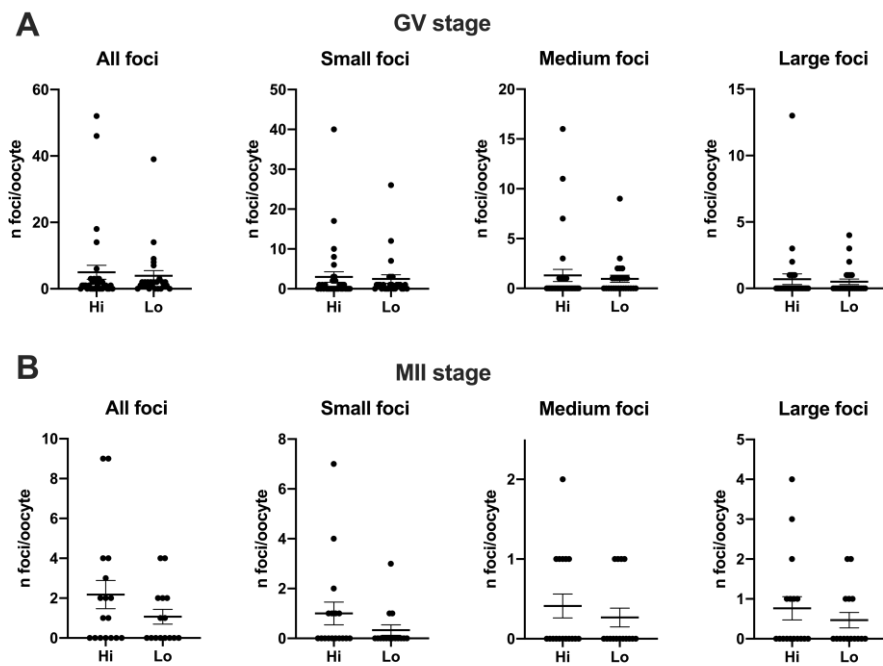 A
GV stage
All foci
Small foci
Medium foci
Large foci
n foci/oocyte
60
40
20
0
Hi
Lo
n foci/oocyte
50
40
30
20
10
0
Hi
Lo
n foci/oocyte
20
15
10
5
0
Hi
Lo
n foci/oocyte
15
10
5
0
Hi
Lo
B
MII stage
All foci
Small foci
Medium foci
Large foci
n foci/oocyte
10
8
6
4
2
0
Hi
Lo
n foci/oocyte
8
6
4
2
0
Hi
Lo
n foci/oocyte
2
1
0
Hi
Lo
n foci/oocyte
5
4
3
2
1
0
Hi
Lo